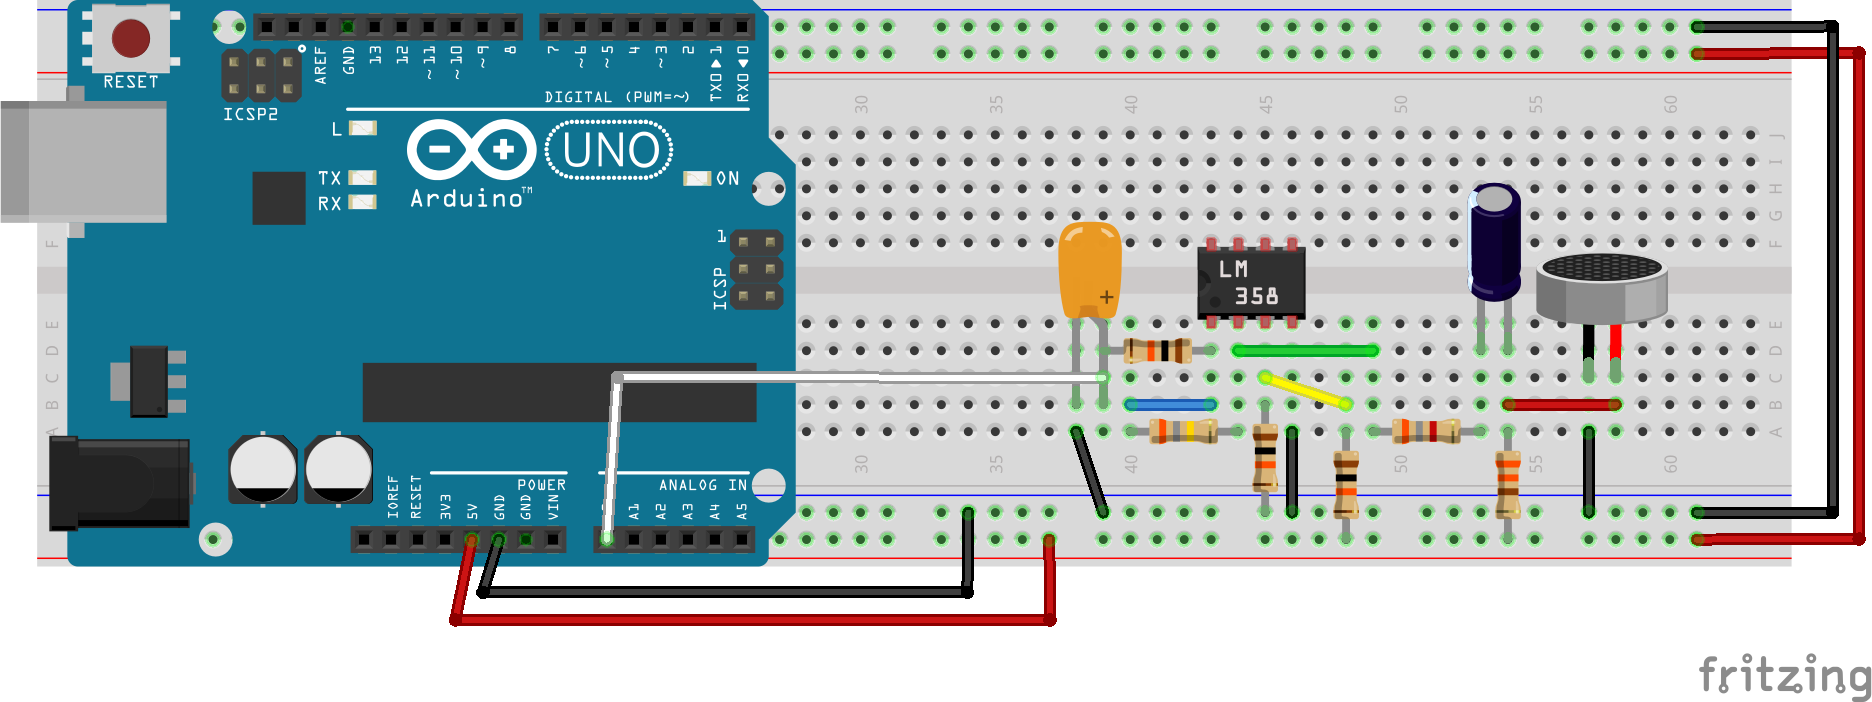 RESET
ICSP2
AREF
GND
13
12
~11
~10
~9
8
7
~6
~5
4
~3
2
TX0▶1
RX0◀0
DIGITAL (PWM=~)
L
TX
RX
UNO
Arduino™
ON
1
ICSP
30
35
40
45
50
55
60
J
I
H
G
F
F
LM
358
E
D
C
B
A
E
D
C
B
A
30
35
40
45
50
55
60
POWER
ANALOG IN
IOREF
RESET
3V3
5V
GND
GND
VIN
A1
A2
A3
A4
A5
fritzing